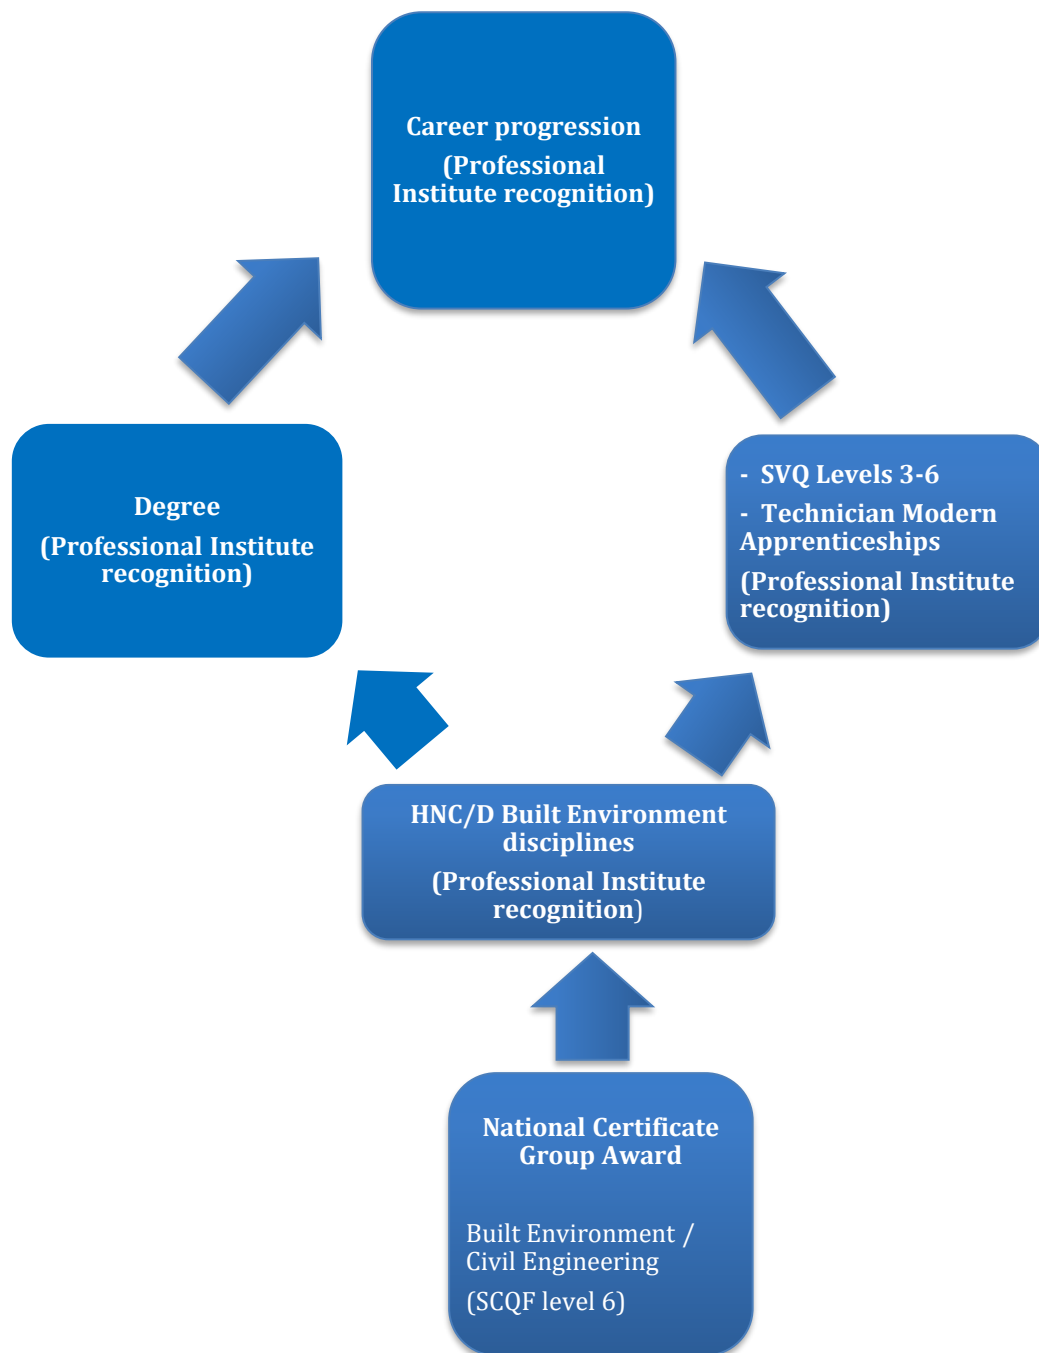 Career progression
(Professional
Institute recognition)
Degree
(Professional Institute
recognition)
- SVQ Levels 3-6
- Technician Modern
Apprenticeships
(Professional Institute
recognition)
HNC/D Built Environment
disciplines
(Professional Institute
recognition)
National Certificate
Group Award
Built Environment /
Civil Engineering
(SCQF level 6)